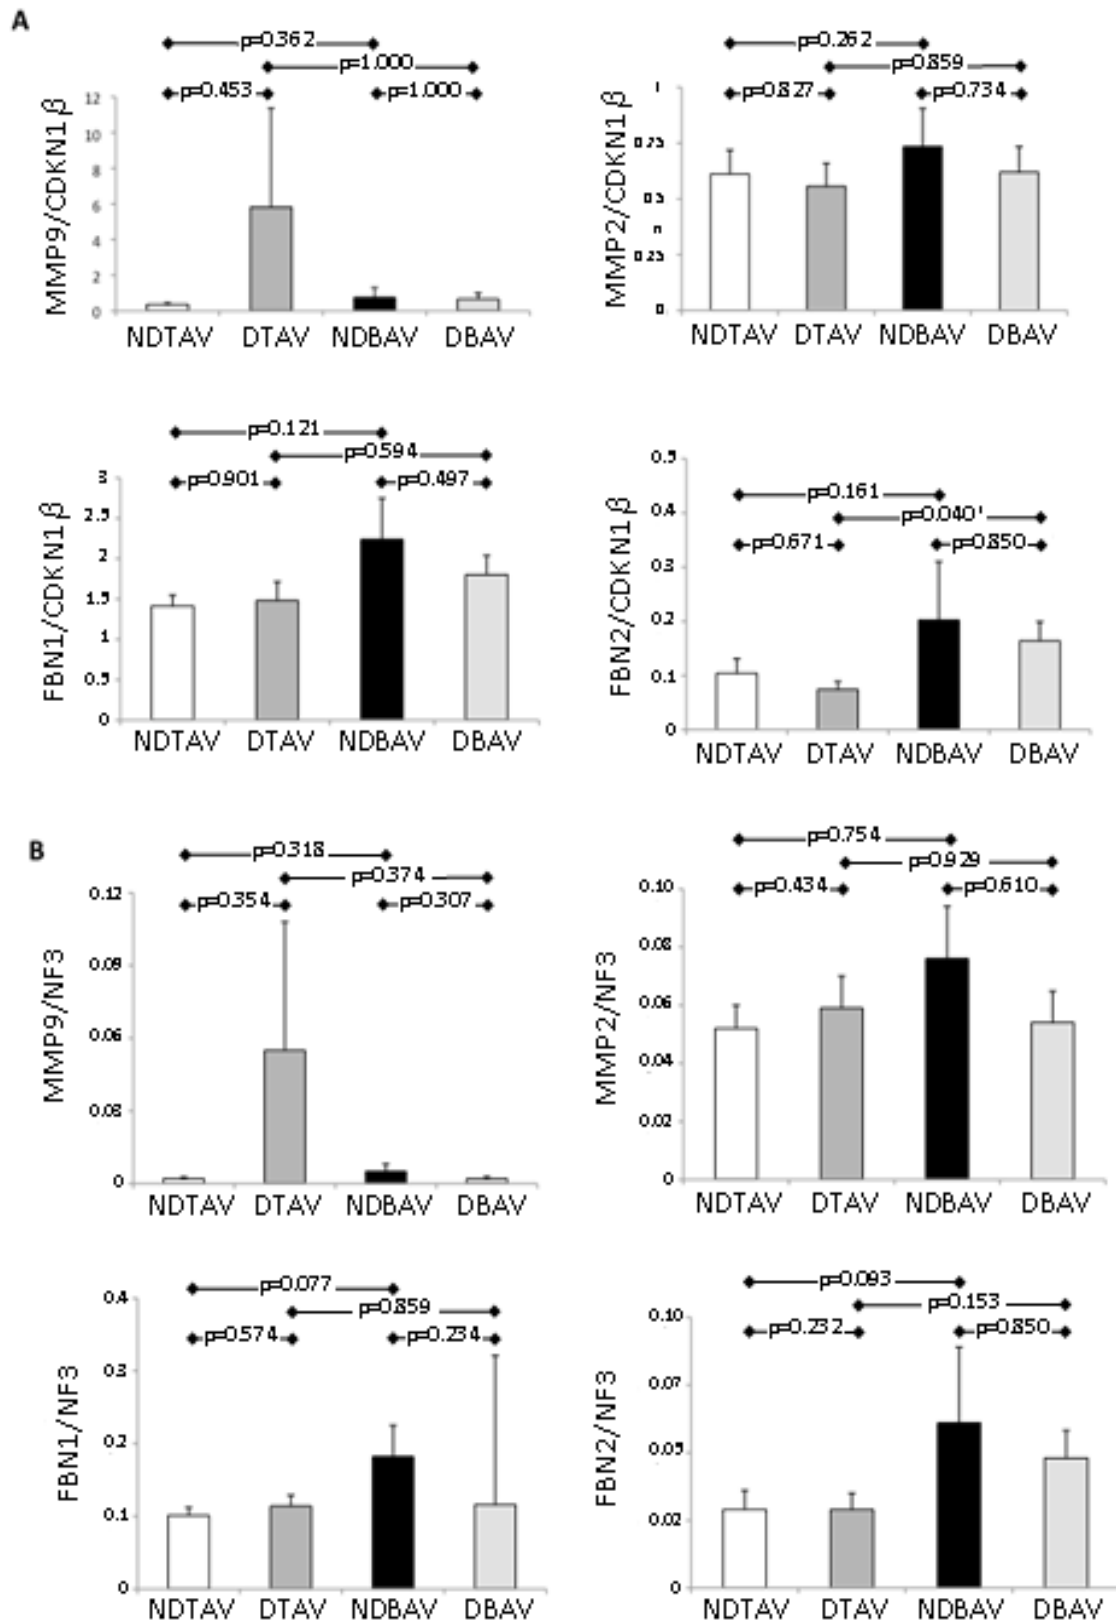 A
p=0.362
p=1.000
p=0.453
p=1.000
MMP9/CDKN1β
12
10
8
6
4
2
0
NDTAV DTAV NDBAV DBAV
p=0.262
p=0.859
p=0.827
p=0.734
MMP2/CDKN1β
1
0.75
0.5
0.25
0
NDTAV DTAV NDBAV DBAV
p=0.121
p=0.594
p=0.901
p=0.497
FBN1/CDKN1β
3
2.5
2
1.5
1
0.5
0
NDTAV DTAV NDBAV DBAV
p=0.161
p=0.040
p=0.671
p=0.850
FBN2/CDKN1β
0.5
0.4
0.3
0.2
0.1
0
NDTAV DTAV NDBAV DBAV
B
p=0.318
p=0.374
p=0.354
p=0.307
MMP9/NF3
0.12
0.09
0.06
0.03
0
NDTAV DTAV NDBAV DBAV
p=0.754
p=0.929
p=0.434
p=0.610
MMP2/NF3
0.10
0.08
0.06
0.04
0.02
0
NDTAV DTAV NDBAV DBAV
p=0.077
p=0.859
p=0.574
p=0.234
FBN1/NF3
0.4
0.3
0.2
0.1
0
NDTAV DTAV NDBAV DBAV
p=0.093
p=0.153
p=0.232
p=0.850
FBN2/NF3
0.10
0.07
0.05
0.02
0
NDTAV DTAV NDBAV DBAV